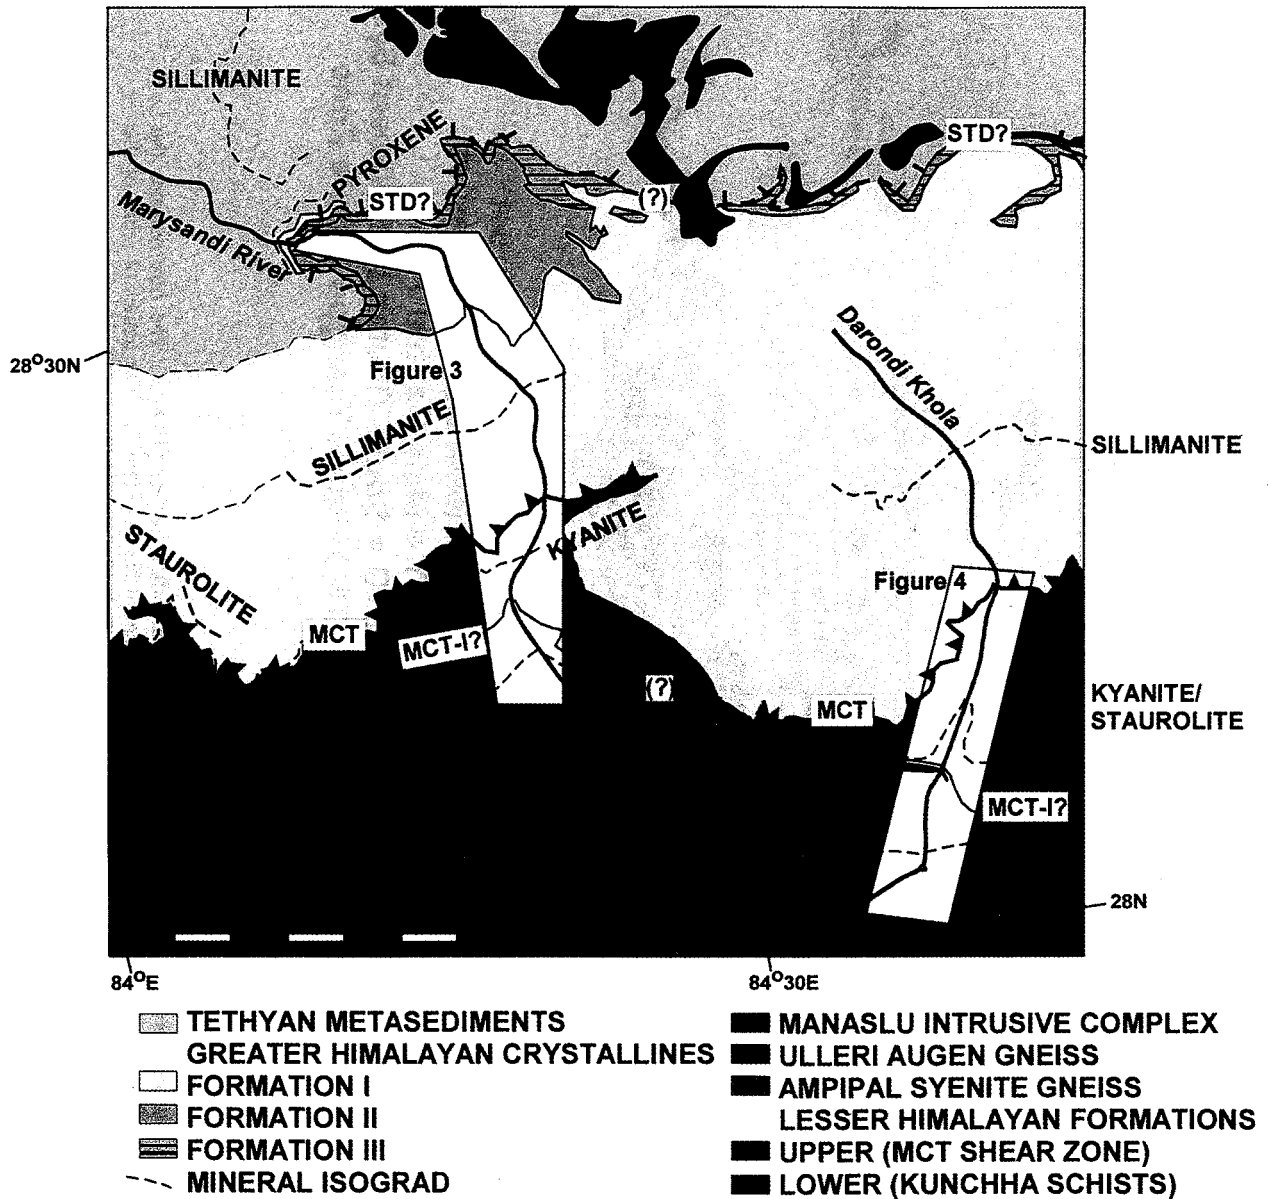 SILLIMANITE
PYROXENE
STD?
STD?
(?)
Marysandi River
Darondi Khola
28°30N
Figure 3
SILLIMANITE
SILLIMANITE
STAUROLITE
KYANITE
Figure 4
MCT
MCT-I?
(?)
MCT
KYANITE/
STAUROLITE
MCT-I?
28N
84°E
84°30E
TETHYAN METASEDIMENTS
GREATER HIMALAYAN CRYSTALLINES
FORMATION I
FORMATION II
FORMATION III
MINERAL ISOGRAD
MANASLU INTRUSIVE COMPLEX
ULLERI AUGEN GNEISS
AMPIPAL SYENITE GNEISS
LESSER HIMALAYAN FORMATIONS
UPPER (MCT SHEAR ZONE)
LOWER (KUNCHHA SCHISTS)